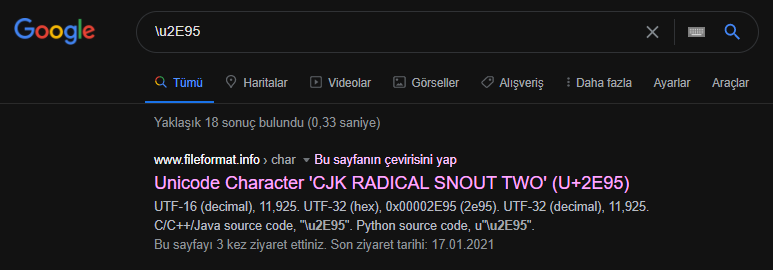 Google
\u2E95
Tümü Haritalar Videolar Görseller Alışveriş Daha fazla Ayarlar Araçlar
Yaklaşık 18 sonuç bulundu (0,33 saniye)
www.fileformat.info › char Bu sayfanın çevirisini yap
Unicode Character 'CJK RADICAL SNOUT TWO' (U+2E95)
UTF-16 (decimal), 11,925. UTF-32 (hex), 0x00002E95 (2e95). UTF-32 (decimal), 11,925.
C/C++/Java source code, "\u2E95". Python source code, u"\u2E95".
Bu sayfayı 3 kez ziyaret ettiniz. Son ziyaret tarihi: 17.01.2021